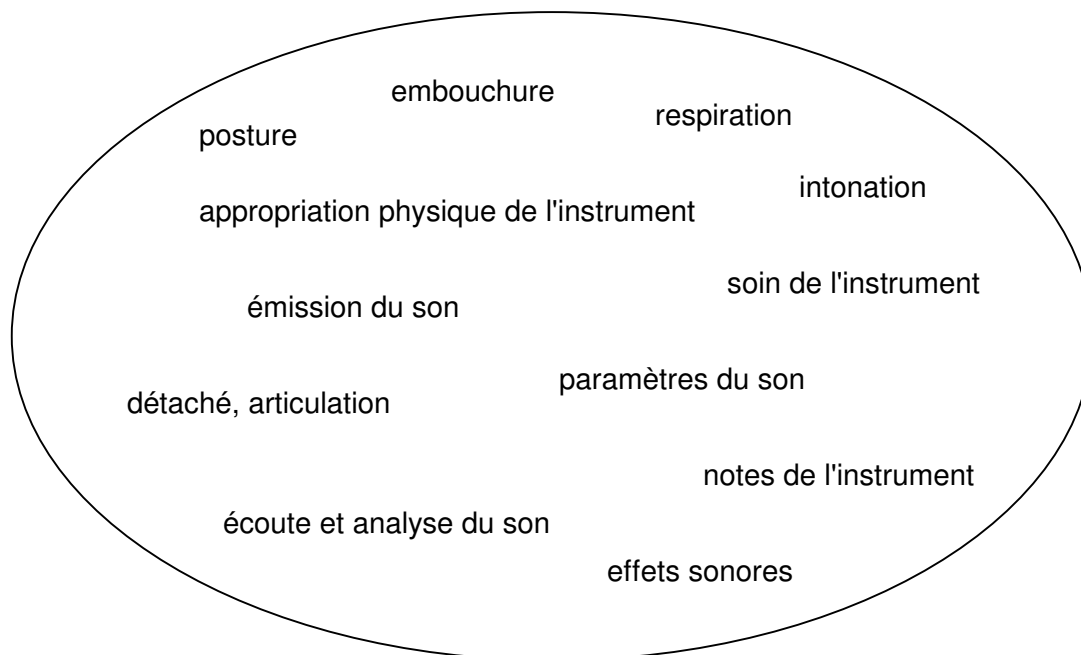 embouchure
respiration
posture
intonation
appropriation physique de l'instrument
soin de l'instrument
émission du son
paramètres du son
détaché, articulation
notes de l'instrument
écoute et analyse du son
effets sonores